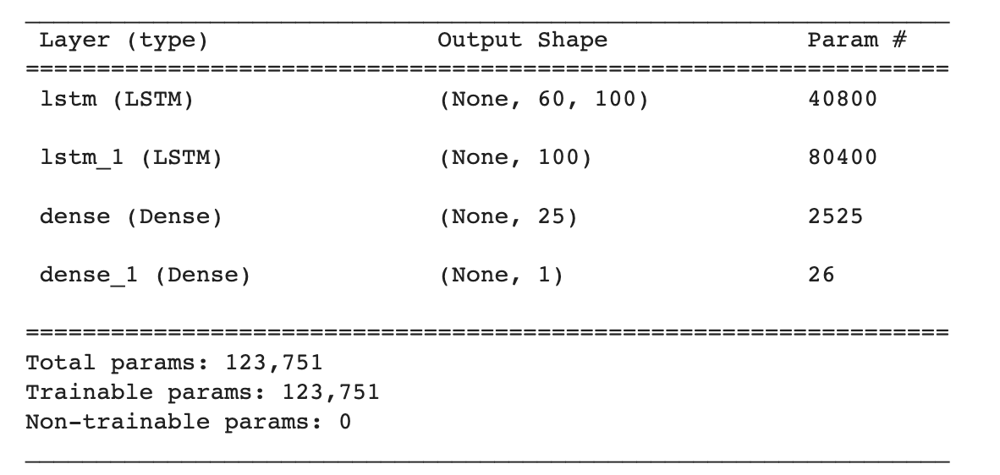 Layer (type) Output Shape Param #
=================================================================
lstm (LSTM) (None, 60, 100) 40800
lstm_1 (LSTM) (None, 100) 80400
dense (Dense) (None, 25) 2525
dense_1 (Dense) (None, 1) 26
=================================================================
Total params: 123,751
Trainable params: 123,751
Non-trainable params: 0